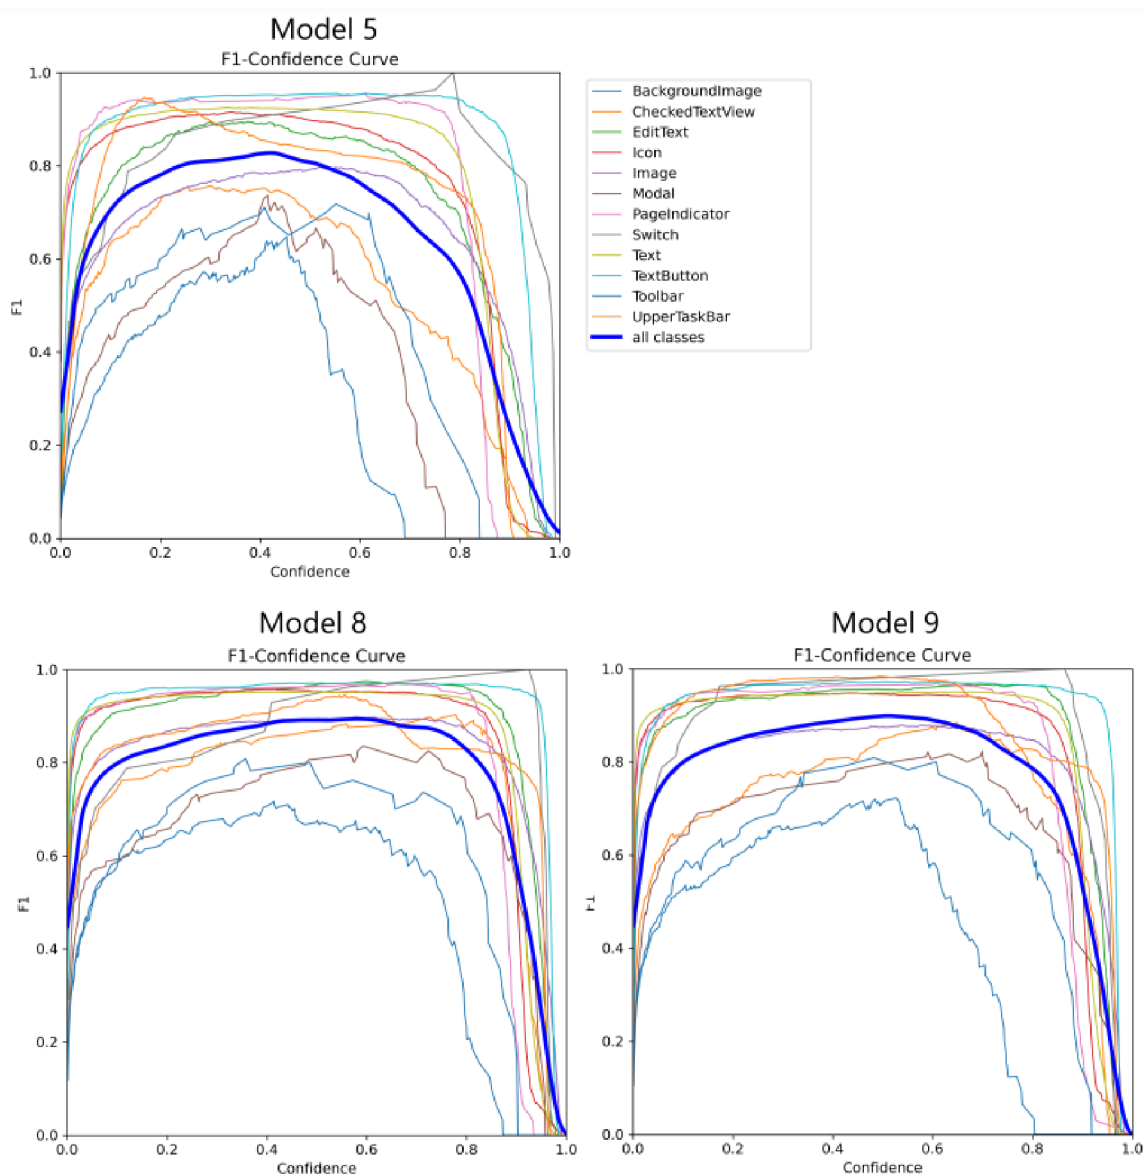 Model 5
F1-Confidence Curve
1.0
0.8
0.6
0.4
0.2
0.0
F1
0.0 0.2 0.4 0.6 0.8 1.0
Confidence
BackgroundImage
CheckedTextView
EditText
Icon
Image
Modal
PageIndicator
Switch
Text
TextButton
Toolbar
UpperTaskBar
all classes
Model 8
F1-Confidence Curve
1.0
0.8
0.6
0.4
0.2
0.0
F1
0.0 0.2 0.4 0.6 0.8 1.0
Confidence
Model 9
F1-Confidence Curve
1.0
0.8
0.6
0.4
0.2
0.0
F1
0.0 0.2 0.4 0.6 0.8 1.0
Confidence